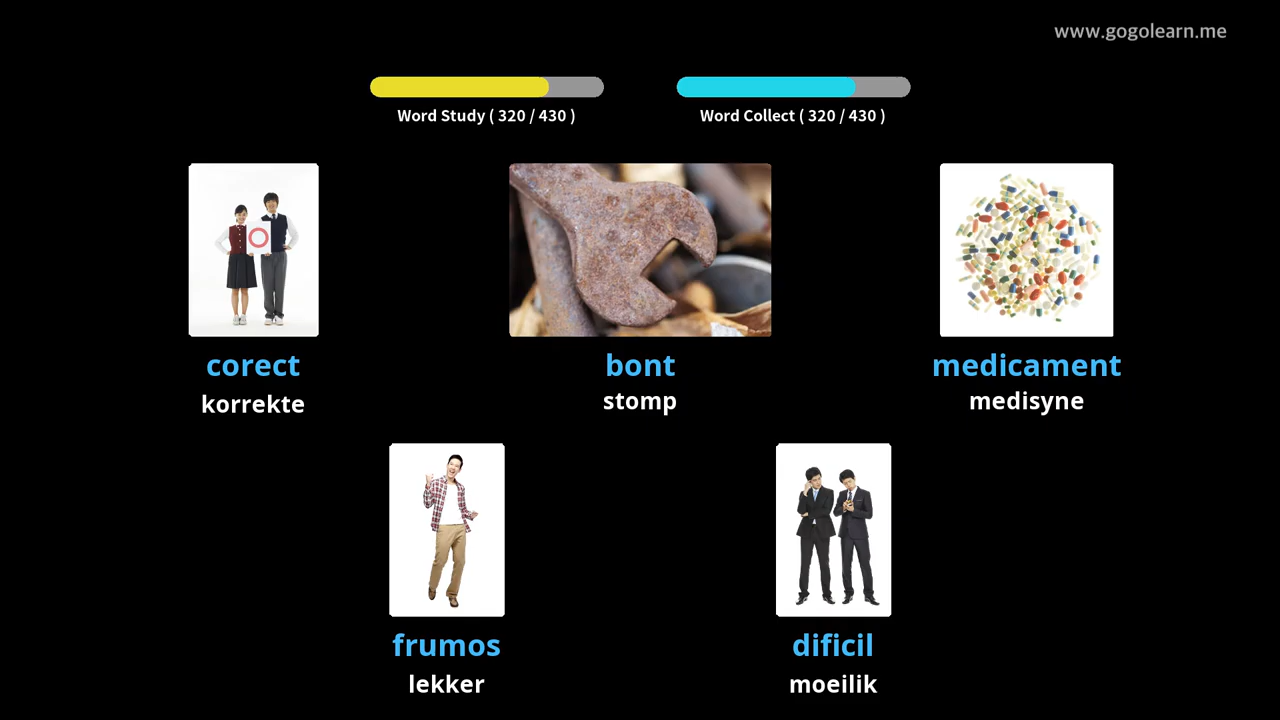 www.gogolearn.me
Word Study ( 320 / 430 )
Word Collect ( 320 / 430 )
corect
korrekte
bont
stomp
medicament
medisyne
frumos
lekker
dificil
moeilik